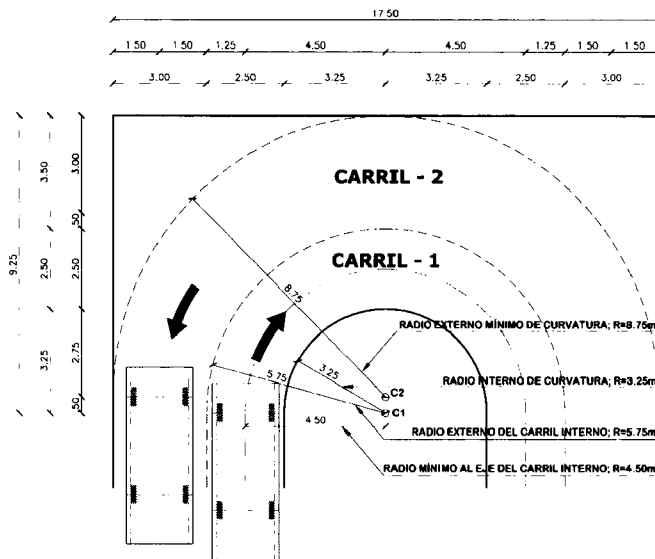 17.50
1.50 1.50 1.25 4.50 4.50 1.25 1.50 1.50
3.00 2.50 3.25 3.25 2.50 3.00
9.25
3.50 2.50 3.25
3.00 .50 2.50 2.75 .50
CARRIL - 2
CARRIL - 1
8.75
5.75
3.25
4.50
C2
C1
RADIO EXTERNO MÍNIMO DE CURVATURA; R=8.75m
RADIO INTERNO DE CURVATURA; R=3.25m
RADIO EXTERNO DEL CARRIL INTERNO; R=5.75m
RADIO MÍNIMO AL EJE DEL CARRIL INTERNO; R=4.50m